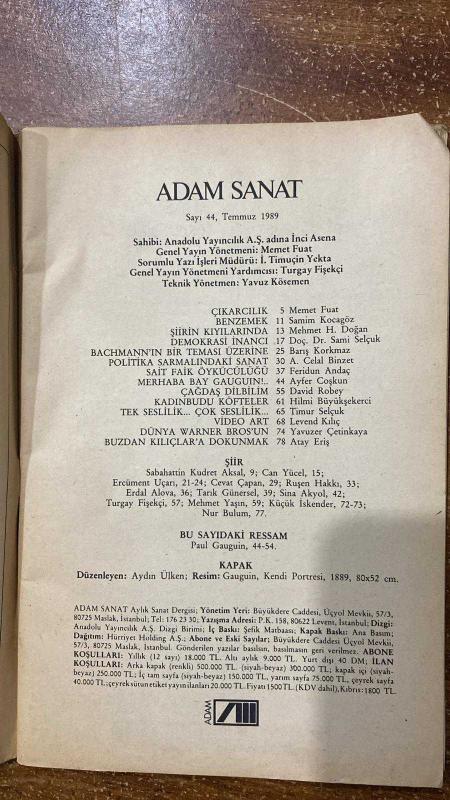 ADAM SANAT
Sayı 44, Temmuz 1989
Sahibi: Anadolu Yayıncılık A.Ş. adına İnci Asena
Genel Yayın Yönetmeni: Memet Fuat
Sorumlu Yazı İşleri Müdürü: İ. Timuçin Yekta
Genel Yayın Yönetmeni Yardımcısı: Turgay Fişekçi
Teknik Yönetmen: Yavuz Kösemen
ÇIKARCILIK 5 Memet Fuat
BENZEMEK 11 Samim Kocagöz
ŞİİRİN KIYILARINDA 13 Mehmet H. Doğan
DEMOKRASİ İNANCI 17 Doç. Dr. Sami Selçuk
BACHMANN'IN BİR TEMASI ÜZERİNE 25 Barış Korkmaz
POLİTİKA SARMALINDAKİ SANAT 30 A. Celal Binzet
SAİT FAİK ÖYKÜCÜLÜĞÜ 37 Feridun Andaç
MERHABA BAY GAUGUIN!.. 44 Ayfer Coşkun
ÇAĞDAŞ DİLBİLİM 55 David Robey
KADINBUDU KÖFTELER 61 Hilmi Büyükşekerci
TEK SESLİLİK... ÇOK SESLİLİK... 65 Timur Selçuk
VİDEO ART 68 Levend Kılıç
DÜNYA WARNER BROS'UN 74 Yavuzer Çetinkaya
BUZDAN KILIÇLAR'A DOKUNMAK 78 Atay Eriş
ŞİİR
Sabahattin Kudret Aksal, 9; Can Yücel, 15;
Ercüment Uçarı, 21-24; Cevat Çapan, 29; Ruşen Hakkı, 33;
Erdal Alova, 36; Tarık Günersel, 39; Sina Akyol, 42;
Turgay Fişekçi, 57; Mehmet Yaşın, 59; Küçük İskender, 72-73;
Nur Bulum, 77.
BU SAYIDAKİ RESSAM
Paul Gauguin, 44-54.
KAPAK
Düzenleyen: Aydın Ülken; Resim: Gauguin, Kendi Portresi, 1889, 80x52 cm.
ADAM SANAT Aylık Sanat Dergisi; Yönetim Yeri: Büyükdere Caddesi, Üçyol Mevkii, 57/3,
80725 Maslak, İstanbul; Tel: 176 23 30; Yazışma Adresi: P.K. 158, 80622 Levent, İstanbul; Dizgi:
Anadolu Yayıncılık A.Ş. Dizgi Birimi; İç Baskı: Şefik Matbaası; Kapak Baskı: Ana Basım;
Dağıtım: Hürriyet Holding A.Ş.; Abone ve Eski Sayılar; Büyükdere Caddesi, Üçyol Mevkii,
57/3, 80725 Maslak, İstanbul. Gönderilen yazılar basılsın, basılmasın geri verilmez. ABONE
KOŞULLARI: Yıllık (12 sayı) 18.000 TL. Altı aylık 9.000 TL. Yurt dışı 40 DM; İLAN
KOŞULLARI: Arka kapak (renkli) 500.000 TL. (siyah-beyaz) 300.000 TL.; kapak içi (siyah-
beyaz) 250.000 TL.; İç tam sayfa (siyah-beyaz) 150.000 TL., yarım sayfa 75.000 TL., çeyrek sayfa
40.000 TL.; çeyrek sütun etiket yayın ilanları 20.000 TL. Fiyatı 1500 TL. (KDV dahil), Kıbrıs: 1800 TL.
ADAM